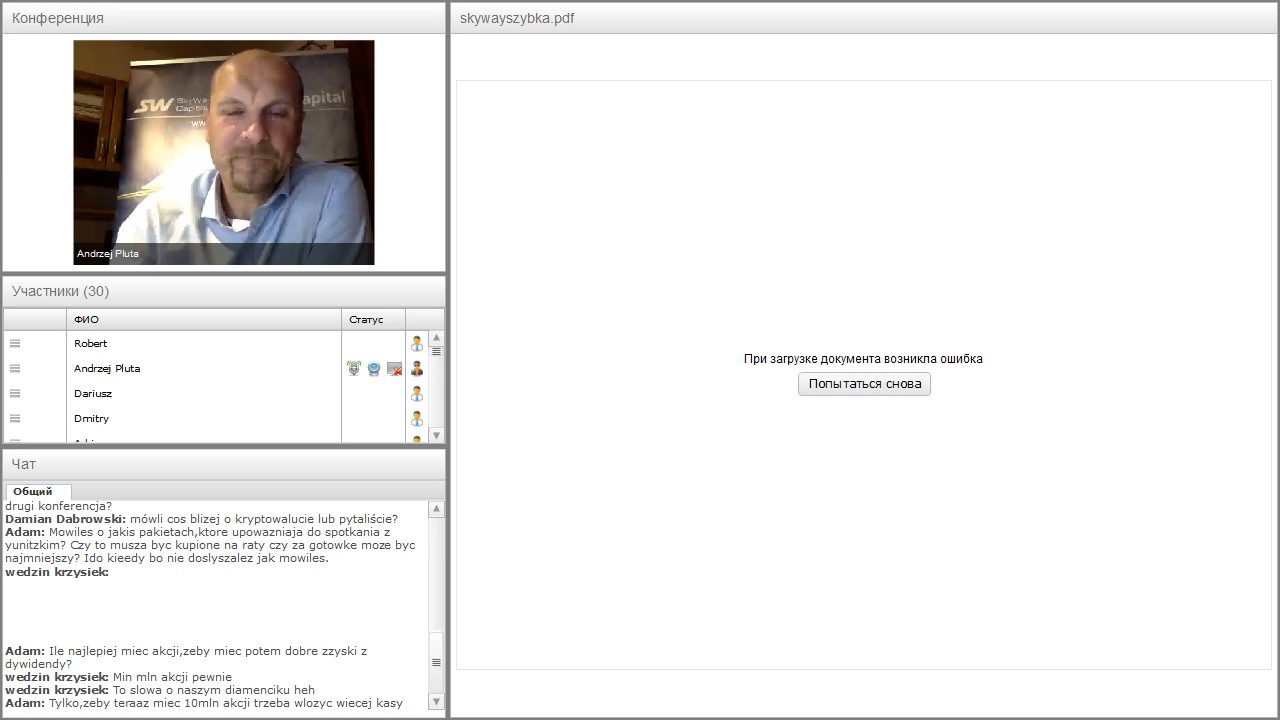 Конференция
SW SkyWa
Capital
apital
ww
Andrzej Pluta
Участники (30)
ФИО Статус
Robert
Andrzej Pluta
Dariusz
Dmitry
Чат
Общий
drugi konferencja?
Damian Dabrowski: mówli cos blizej o kryptowalucie lub pytaliście?
Adam: Mowiles o jakis pakietach,ktore upowazniaja do spotkania z
yunitzkim? Czy to musza byc kupione na raty czy za gotowke moze byc
najmniejszy? Ido kieedy bo nie doslyszalez jak mowiles.
wedzin krzysiek:
Adam: Ile najlepiej miec akcji,zeby miec potem dobre zzyski z
dywidendy?
wedzin krzysiek: Min mln akcji pewnie
wedzin krzysiek: To slowa o naszym diamenciku heh
Adam: Tylko,zeby teraaz miec 10mln akcji trzeba wlozyc wiecej kasy
skywayszybka.pdf
При загрузке документа возникла ошибка
Попытаться снова